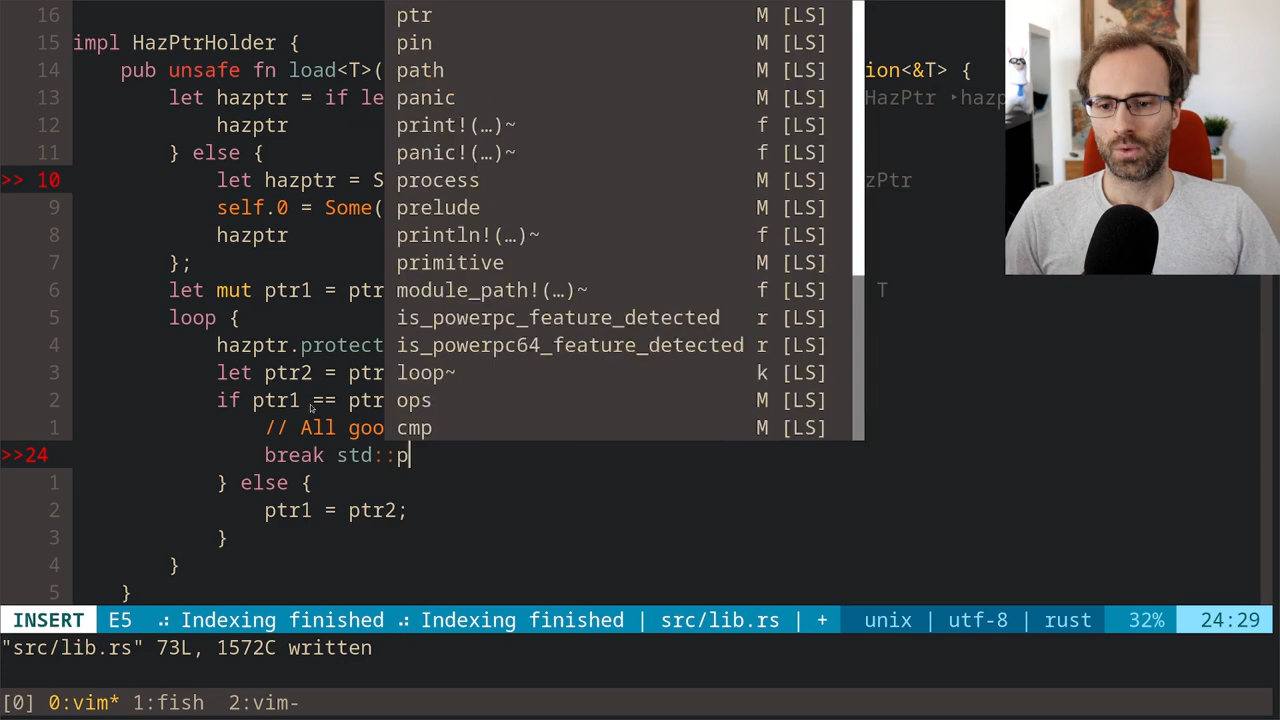 16 ptr M [LS]
15 impl HazPtrHolder { pin M [LS]
14 pub unsafe fn load<T>( path M [LS] ion<&T> {
13 let hazptr = if le panic M [LS] HazPtr ‣hazp
12 hazptr print!(…)~ f [LS]
11 } else { panic!(…)~ f [LS]
>> 10 let hazptr = S process M [LS] zPtr
9 self.0 = Some( prelude M [LS]
8 hazptr println!(…)~ f [LS]
7 }; primitive M [LS]
6 let mut ptr1 = ptr module_path!(…)~ f [LS] T
5 loop { is_powerpc_feature_detected r [LS]
4 hazptr.protect is_powerpc64_feature_detected r [LS]
3 let ptr2 = ptr loop~ k [LS]
2 if ptr1 == ptr ops M [LS]
1 // All goo cmp M [LS]
>>24 break std::p
1 } else {
2 ptr1 = ptr2;
3 }
4 }
5 }
INSERT E5 .: Indexing finished .: Indexing finished | src/lib.rs | + unix | utf-8 | rust 32% 24:29
"src/lib.rs" 73L, 1572C written
[0] 0:vim* 1:fish 2:vim-